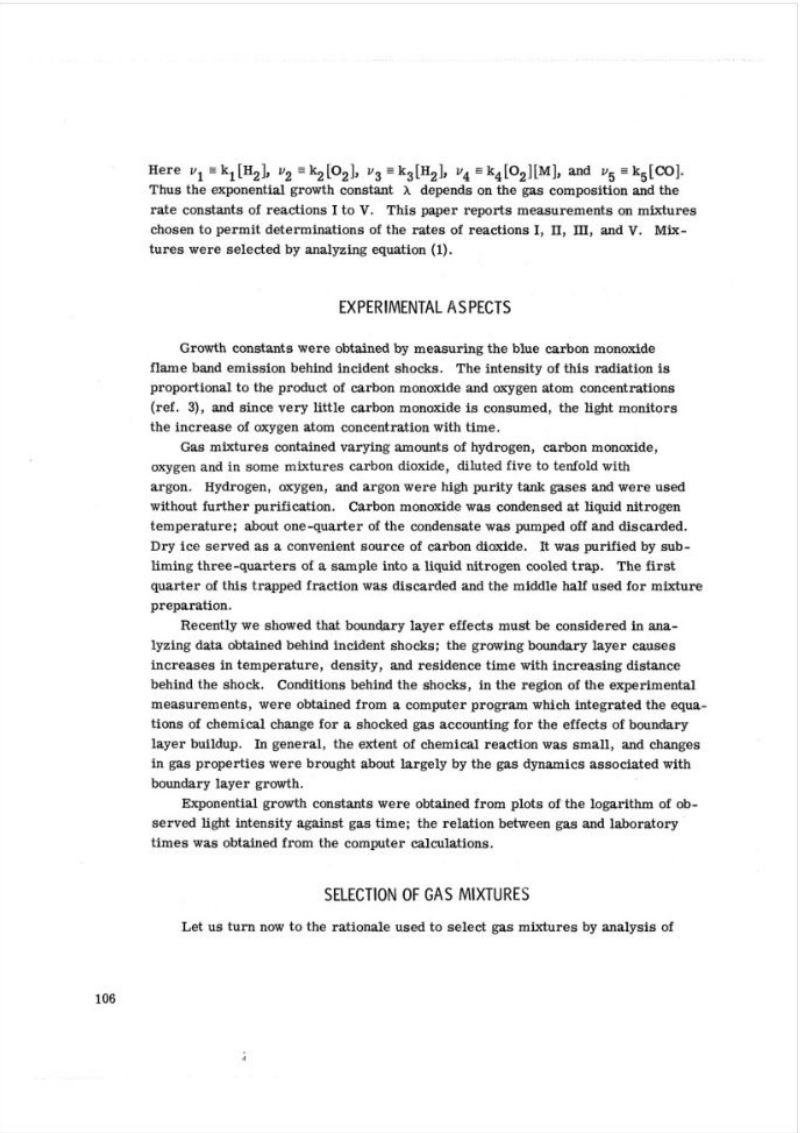 Here ν₁ ≡ k₁[H₂], ν₂ ≡ k₂[O₂], ν₃ ≡ k₃[H₂], ν₄ ≡ k₄[O₂][M], and ν₅ ≡ k₅[CO].
Thus the exponential growth constant λ depends on the gas composition and the
rate constants of reactions I to V. This paper reports measurements on mixtures
chosen to permit determinations of the rates of reactions I, II, III, and V. Mix-
tures were selected by analyzing equation (1).
EXPERIMENTAL ASPECTS
Growth constants were obtained by measuring the blue carbon monoxide
flame band emission behind incident shocks. The intensity of this radiation is
proportional to the product of carbon monoxide and oxygen atom concentrations
(ref. 3), and since very little carbon monoxide is consumed, the light monitors
the increase of oxygen atom concentration with time.
Gas mixtures contained varying amounts of hydrogen, carbon monoxide,
oxygen and in some mixtures carbon dioxide, diluted five to tenfold with
argon. Hydrogen, oxygen, and argon were high purity tank gases and were used
without further purification. Carbon monoxide was condensed at liquid nitrogen
temperature; about one-quarter of the condensate was pumped off and discarded.
Dry ice served as a convenient source of carbon dioxide. It was purified by sub-
liming three-quarters of a sample into a liquid nitrogen cooled trap. The first
quarter of this trapped fraction was discarded and the middle half used for mixture
preparation.
Recently we showed that boundary layer effects must be considered in ana-
lyzing data obtained behind incident shocks; the growing boundary layer causes
increases in temperature, density, and residence time with increasing distance
behind the shock. Conditions behind the shocks, in the region of the experimental
measurements, were obtained from a computer program which integrated the equa-
tions of chemical change for a shocked gas accounting for the effects of boundary
layer buildup. In general, the extent of chemical reaction was small, and changes
in gas properties were brought about largely by the gas dynamics associated with
boundary layer growth.
Exponential growth constants were obtained from plots of the logarithm of ob-
served light intensity against gas time; the relation between gas and laboratory
times was obtained from the computer calculations.
SELECTION OF GAS MIXTURES
Let us turn now to the rationale used to select gas mixtures by analysis of
106